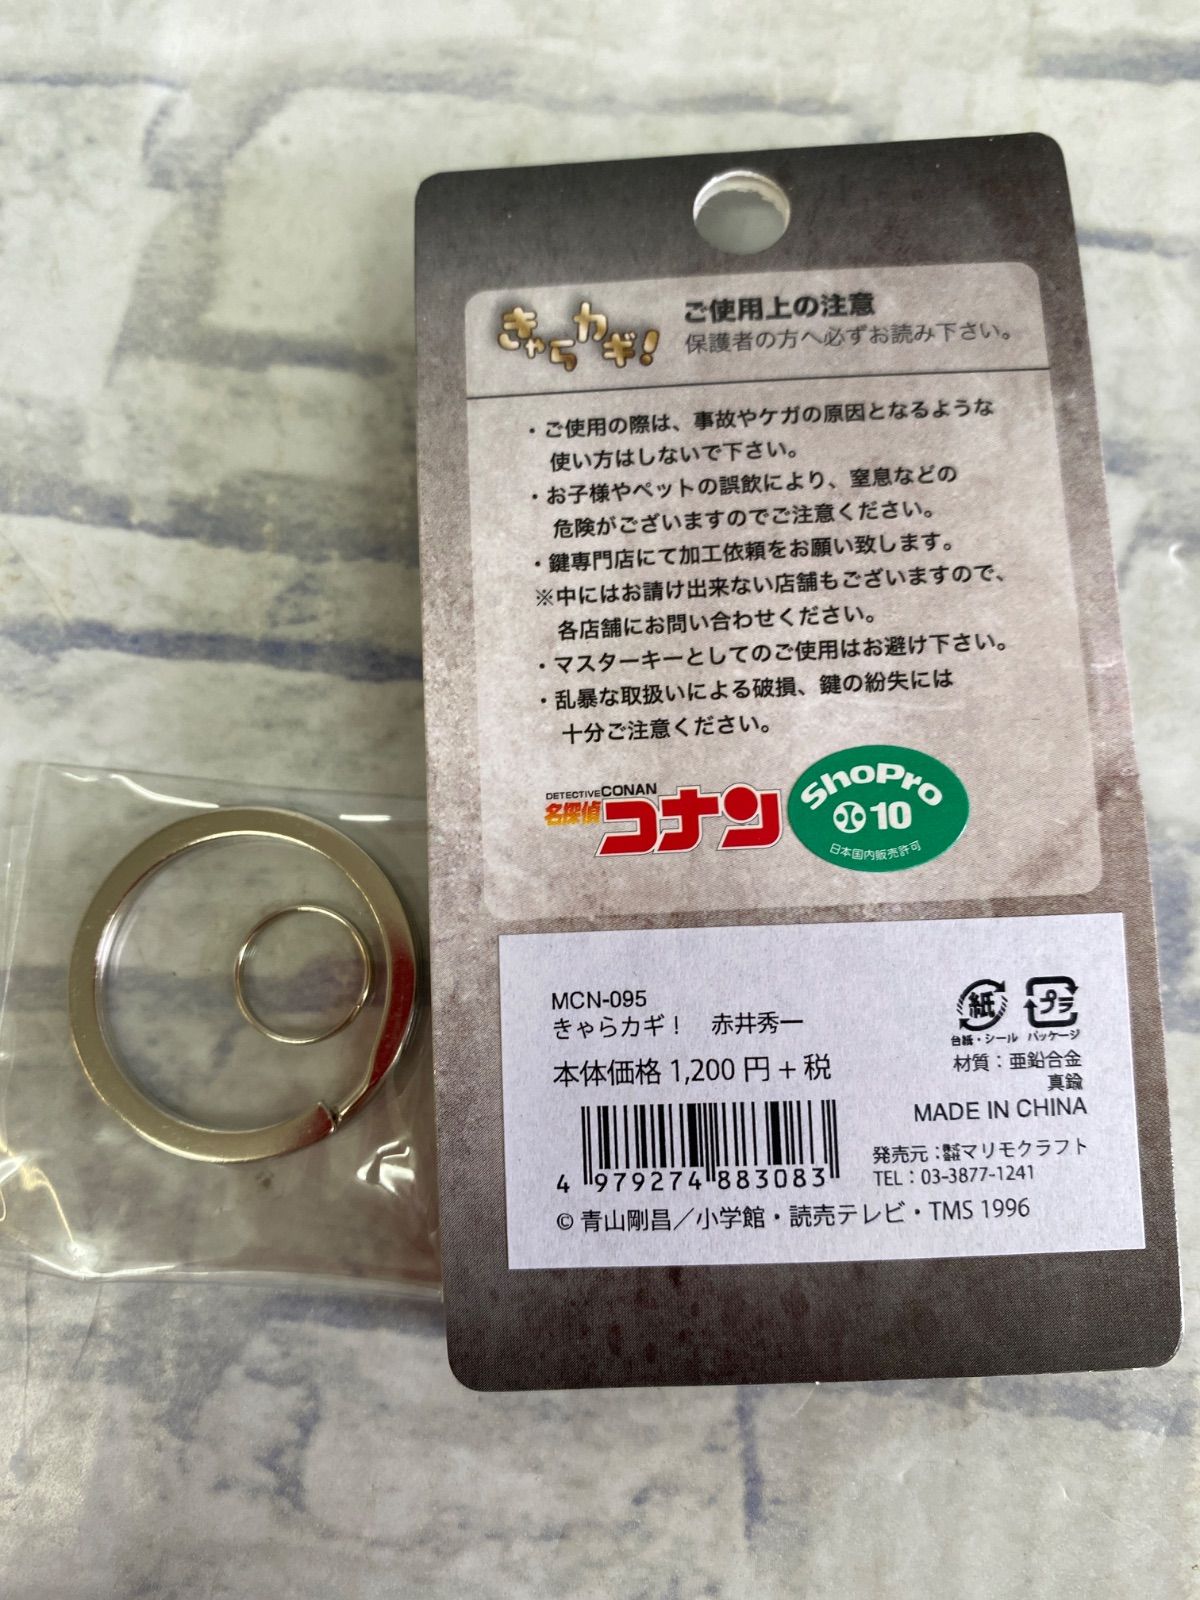 きゃらカギ!
ご使用上の注意
保護者の方へ必ずお読み下さい。
・ご使用の際は、事故やケガの原因となるような
使い方はしないで下さい。
・お子様やペットの誤飲により、窒息などの
危険がございますのでご注意ください。
・鍵専門店にて加工依頼をお願い致します。
※中にはお請け出来ない店舗もございますので、
各店舗にお問い合わせください。
・マスターキーとしてのご使用はお避け下さい。
・乱暴な取扱いによる破損、鍵の紛失には
十分ご注意ください。
DETECTIVE CONAN
名探偵コナン
ShoPro
10
日本国内販売許可
MCN-095
きゃらカギ! 赤井秀一
本体価格 1,200 円 + 税
紙
プラ
台紙・シール パッケージ
材質:亜鉛合金
真鍮
MADE IN CHINA
発売元:株式会社マリモクラフト
TEL:03-3877-1241
4 979274 883083
© 青山剛昌/小学館・読売テレビ・TMS 1996